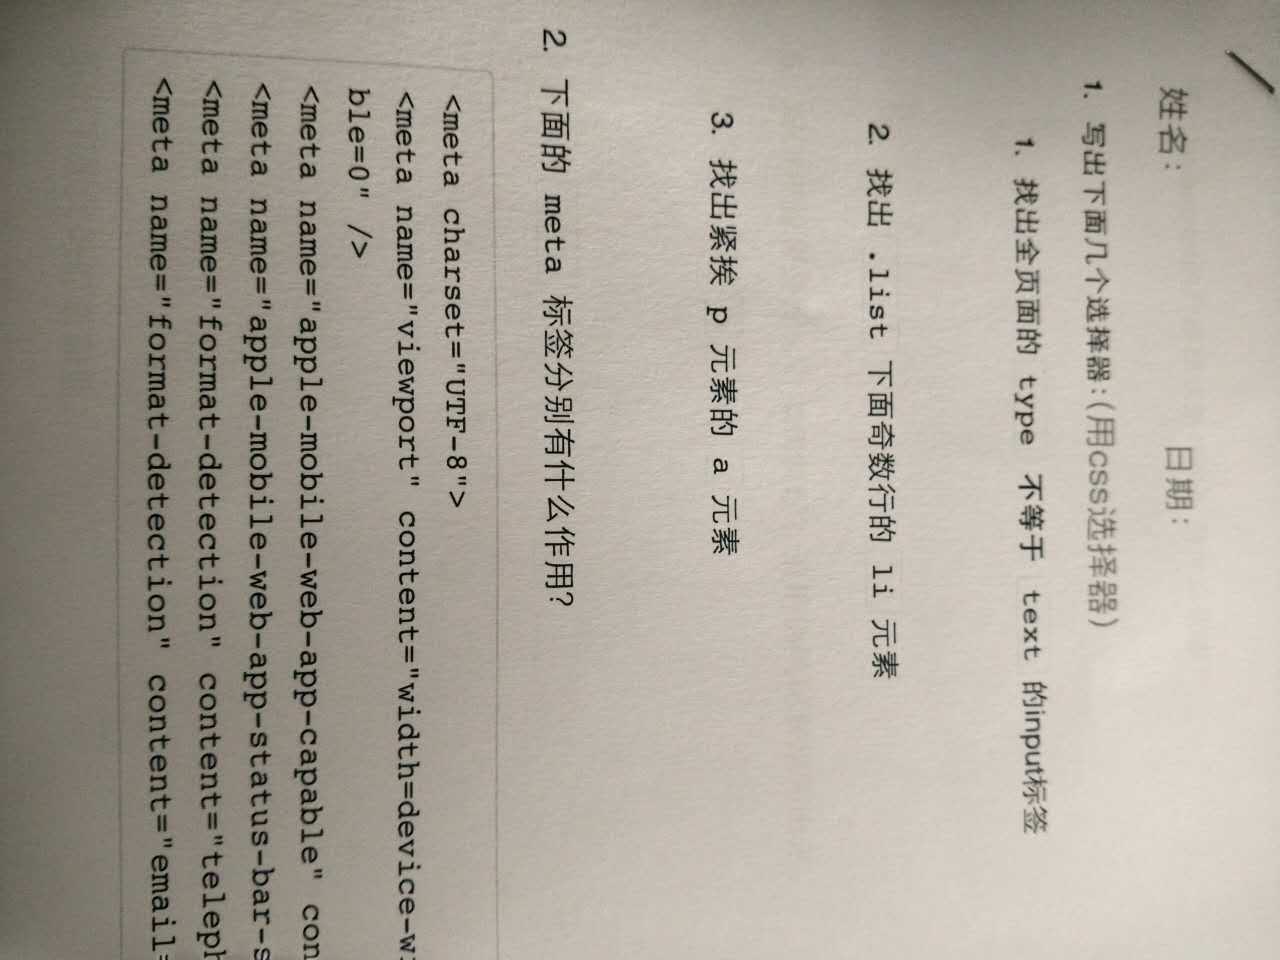 姓名:
日期:
1. 写出下面几个选择器:(用css选择器)
1. 找出全页面的 type 不等于 text 的input标签
2. 找出 .list 下面奇数行的 li 元素
3. 找出紧挨 p 元素的 a 元素
2. 下面的 meta 标签分别有什么作用?
<meta charset="UTF-8">
<meta name="viewport" content="width=device-wi
ble=0" />
<meta name="apple-mobile-web-app-capable" con
<meta name="apple-mobile-web-app-status-bar-s
<meta name="format-detection" content="teleph
<meta name="format-detection" content="email=